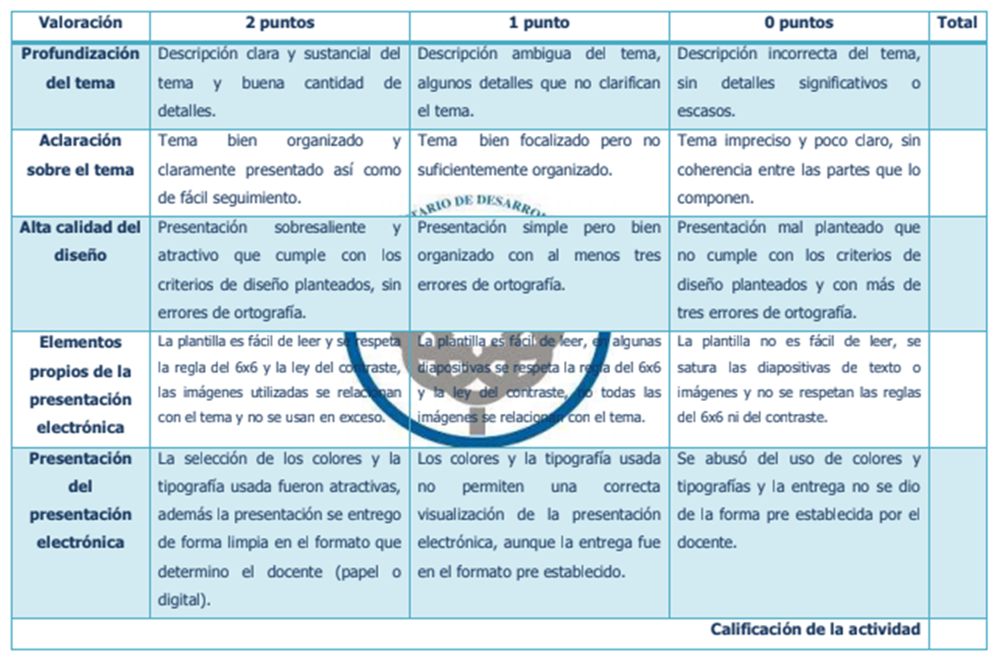 Valoración 2 puntos 1 punto 0 puntos Total
Profundización
del tema
Descripción clara y sustancial del
tema y buena cantidad de
detalles.
Descripción ambigua del tema,
algunos detalles que no clarifican
el tema.
Descripción incorrecta del tema,
sin detalles significativos o
escasos.
Aclaración
sobre el tema
Tema bien organizado y
claramente presentado así como
de fácil seguimiento.
Tema bien focalizado pero no
suficientemente organizado.
Tema impreciso y poco claro, sin
coherencia entre las partes que lo
componen.
TARIO DE DESARRO
Alta calidad del
diseño
Presentación sobresaliente y
atractivo que cumple con los
criterios de diseño planteados, sin
errores de ortografía.
Presentación simple pero bien
organizado con al menos tres
errores de ortografía.
Presentación mal planteado que
no cumple con los criterios de
diseño planteados y con más de
tres errores de ortografía.
Elementos
propios de la
presentación
electrónica
La plantilla es fácil de leer y se respeta
la regla del 6x6 y la ley del contraste,
las imágenes utilizadas se relacionan
con el tema y no se usan en exceso.
La plantilla es fácil de leer, en algunas
diapositivas se respeta la regla del 6x6
y la ley del contraste, no todas las
imágenes se relacionan con el tema.
La plantilla no es fácil de leer, se
satura las diapositivas de texto o
imágenes y no se respetan las reglas
del 6x6 ni del contraste.
Presentación
del
presentación
electrónica
La selección de los colores y la
tipografía usada fueron atractivas,
además la presentación se entrego
de forma limpia en el formato que
determino el docente (papel o
digital).
Los colores y la tipografía usada
no permiten una correcta
visualización de la presentación
electrónica, aunque la entrega fue
en el formato pre establecido.
Se abusó del uso de colores y
tipografías y la entrega no se dio
de la forma pre establecida por el
docente.
Calificación de la actividad